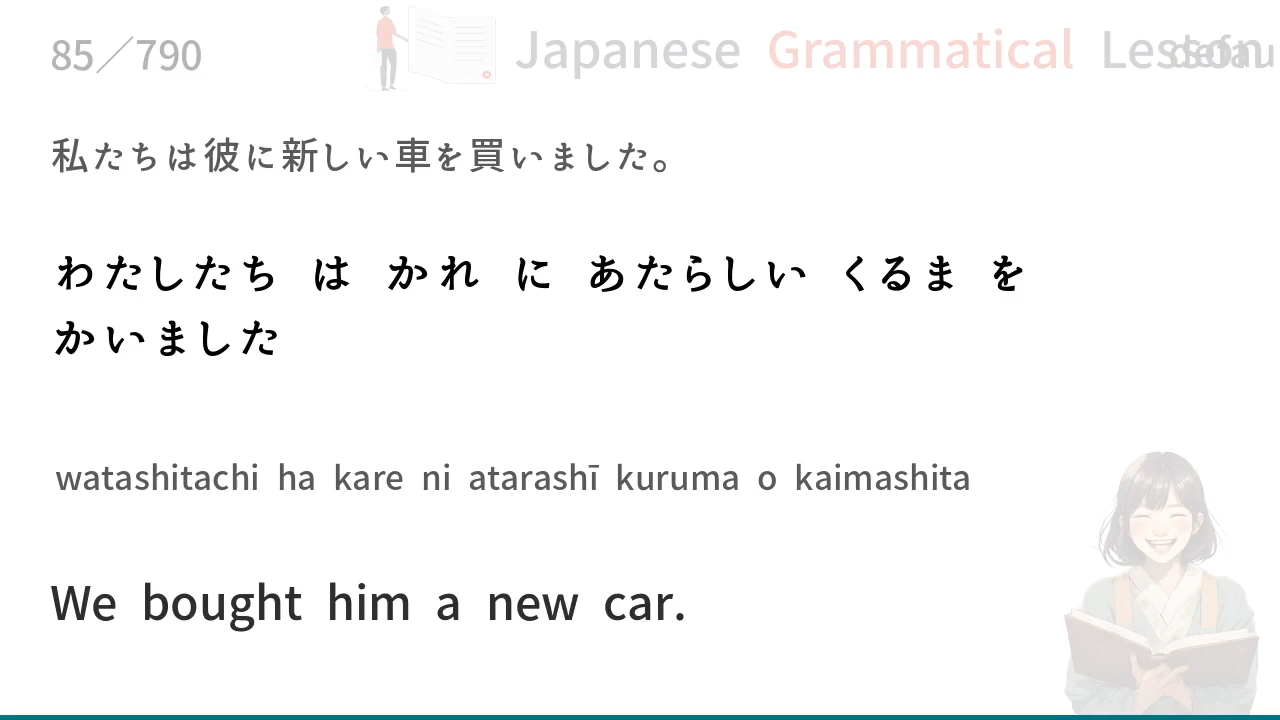 85／790
Japanese Grammatical Lesson
defau
私たちは彼に新しい車を買いました。
わたしたち は かれ に あたらしい くるま を
かいました
watashitachi ha kare ni atarashī kuruma o kaimashita
We bought him a new car.